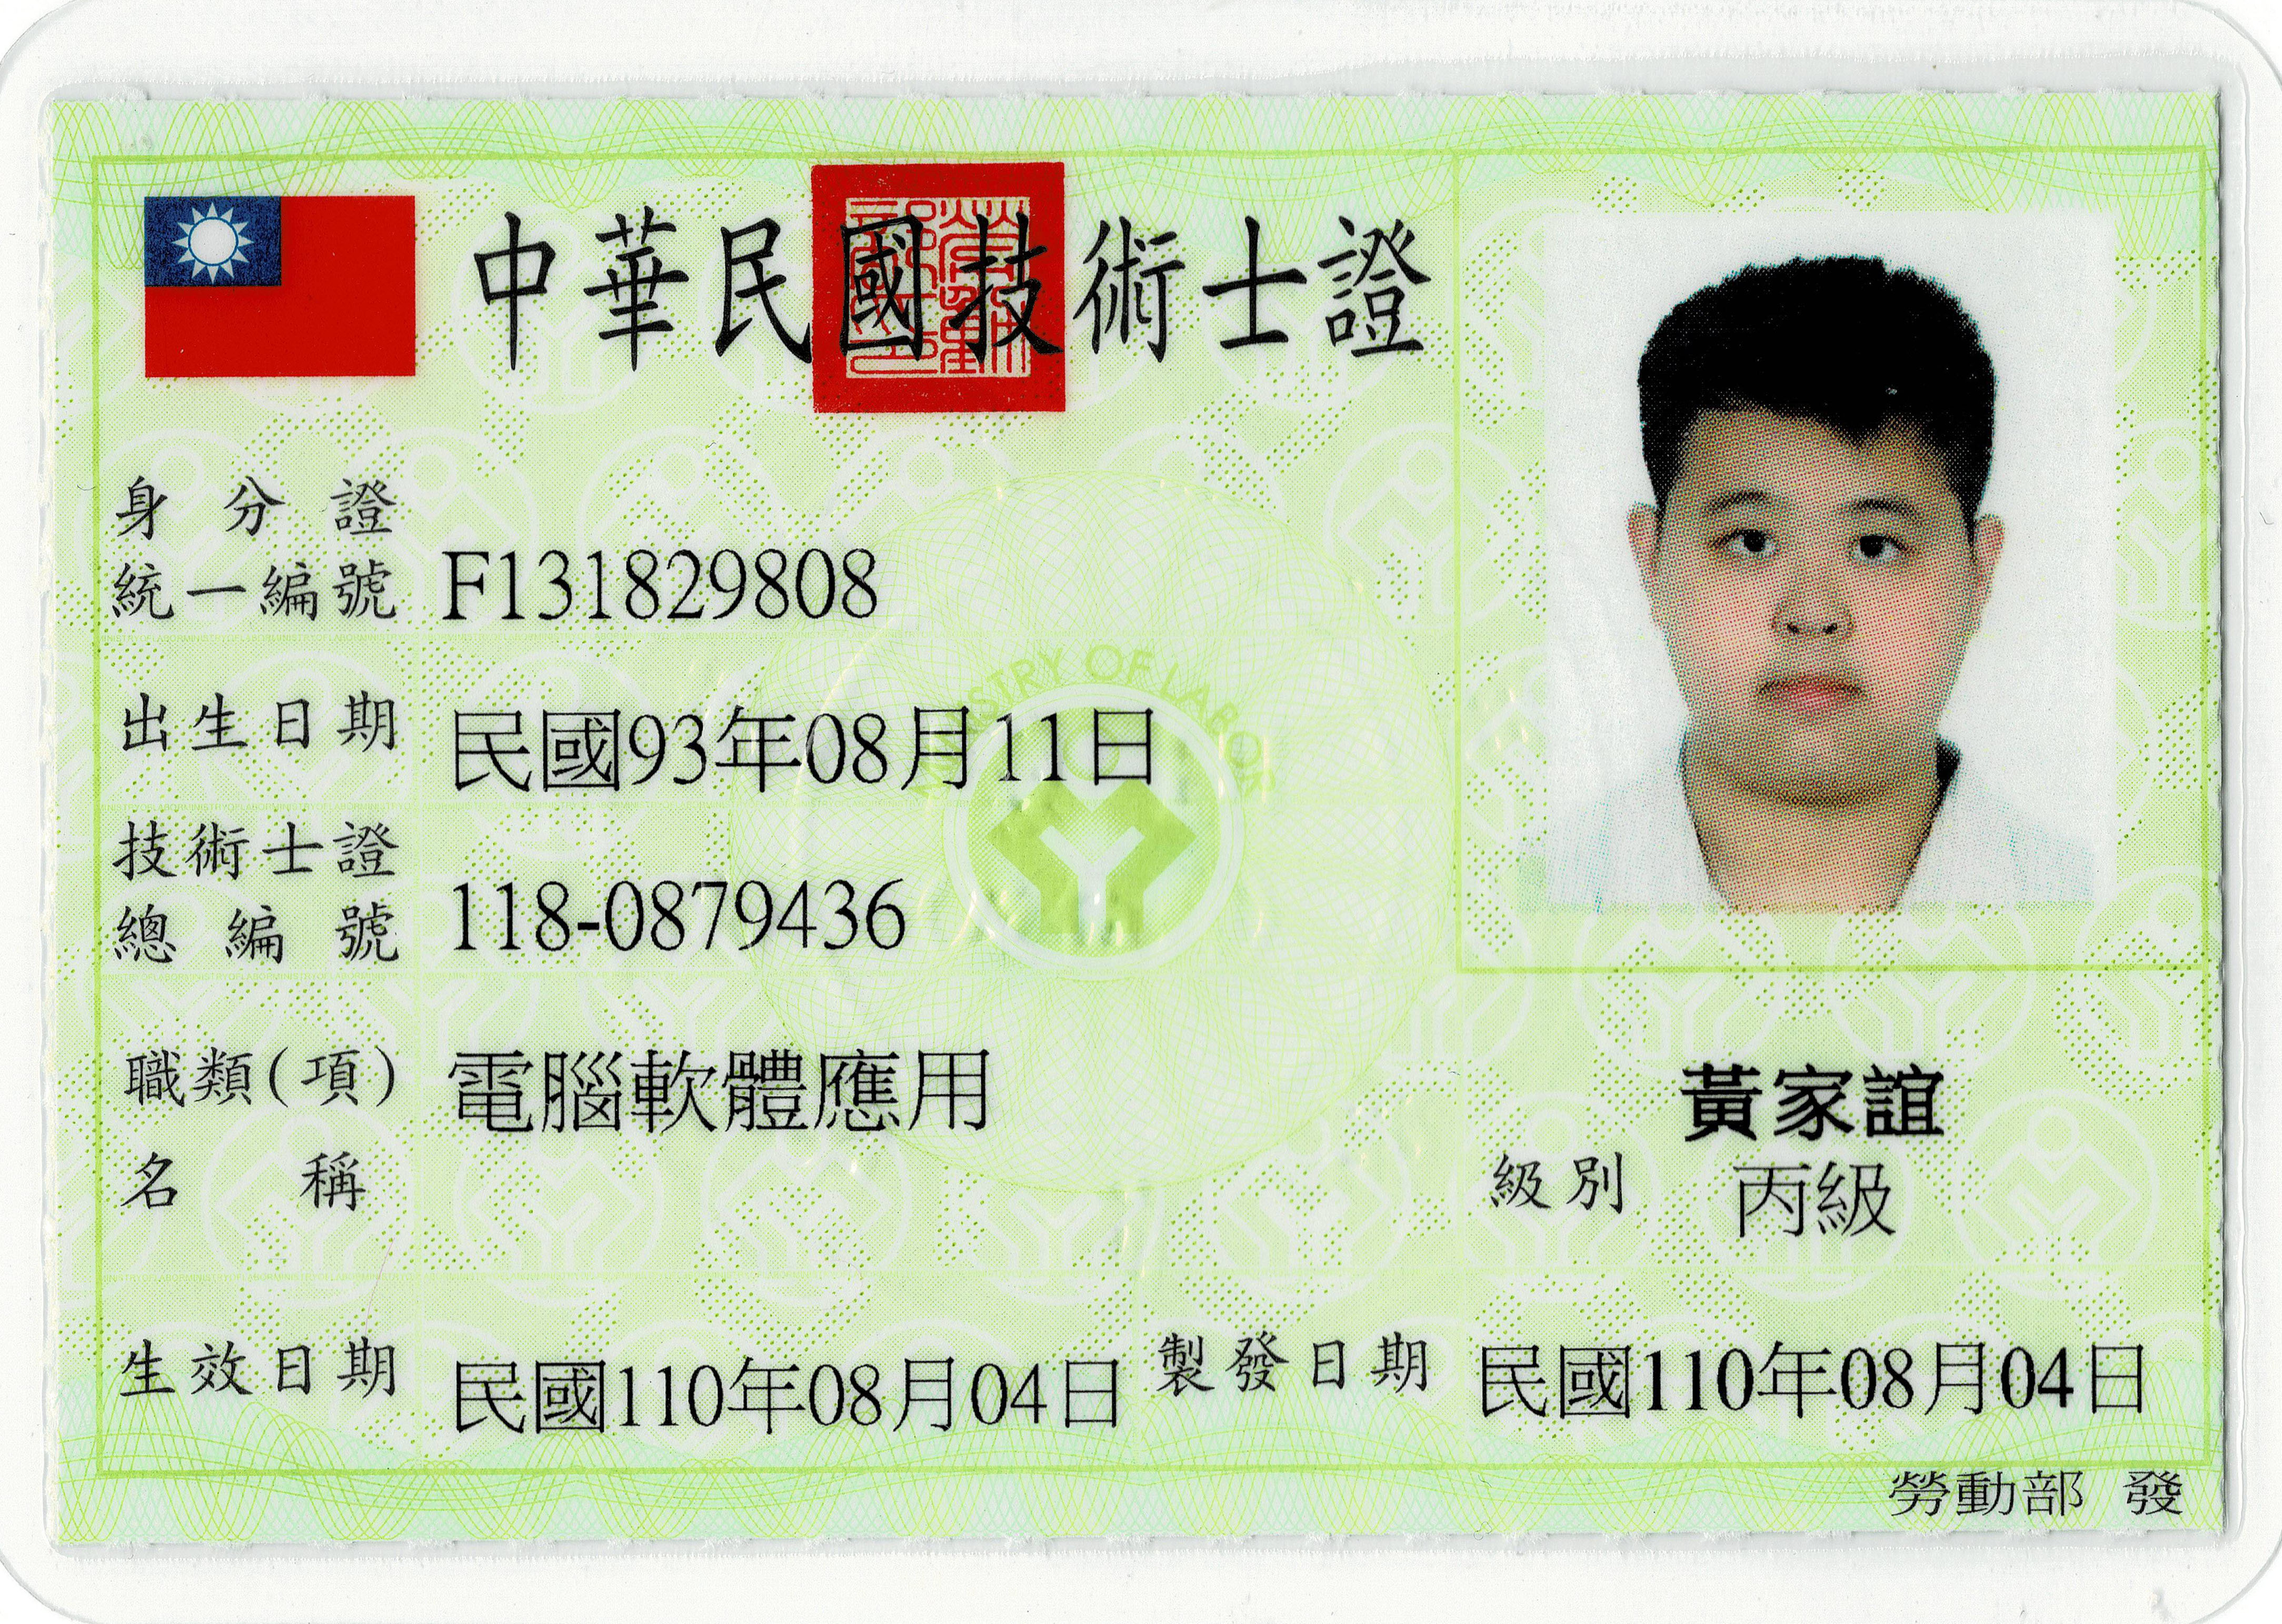 中華民國技術士證
身分證
統一編號 F131829808
MINISTRY OF LABOR
出生日期 民國93年08月11日
技術士證
總編號 118-0879436
職類(項) 電腦軟體應用
名稱
黃家誼
級別 丙級
生效日期 民國110年08月04日 製發日期 民國110年08月04日
勞動部 發